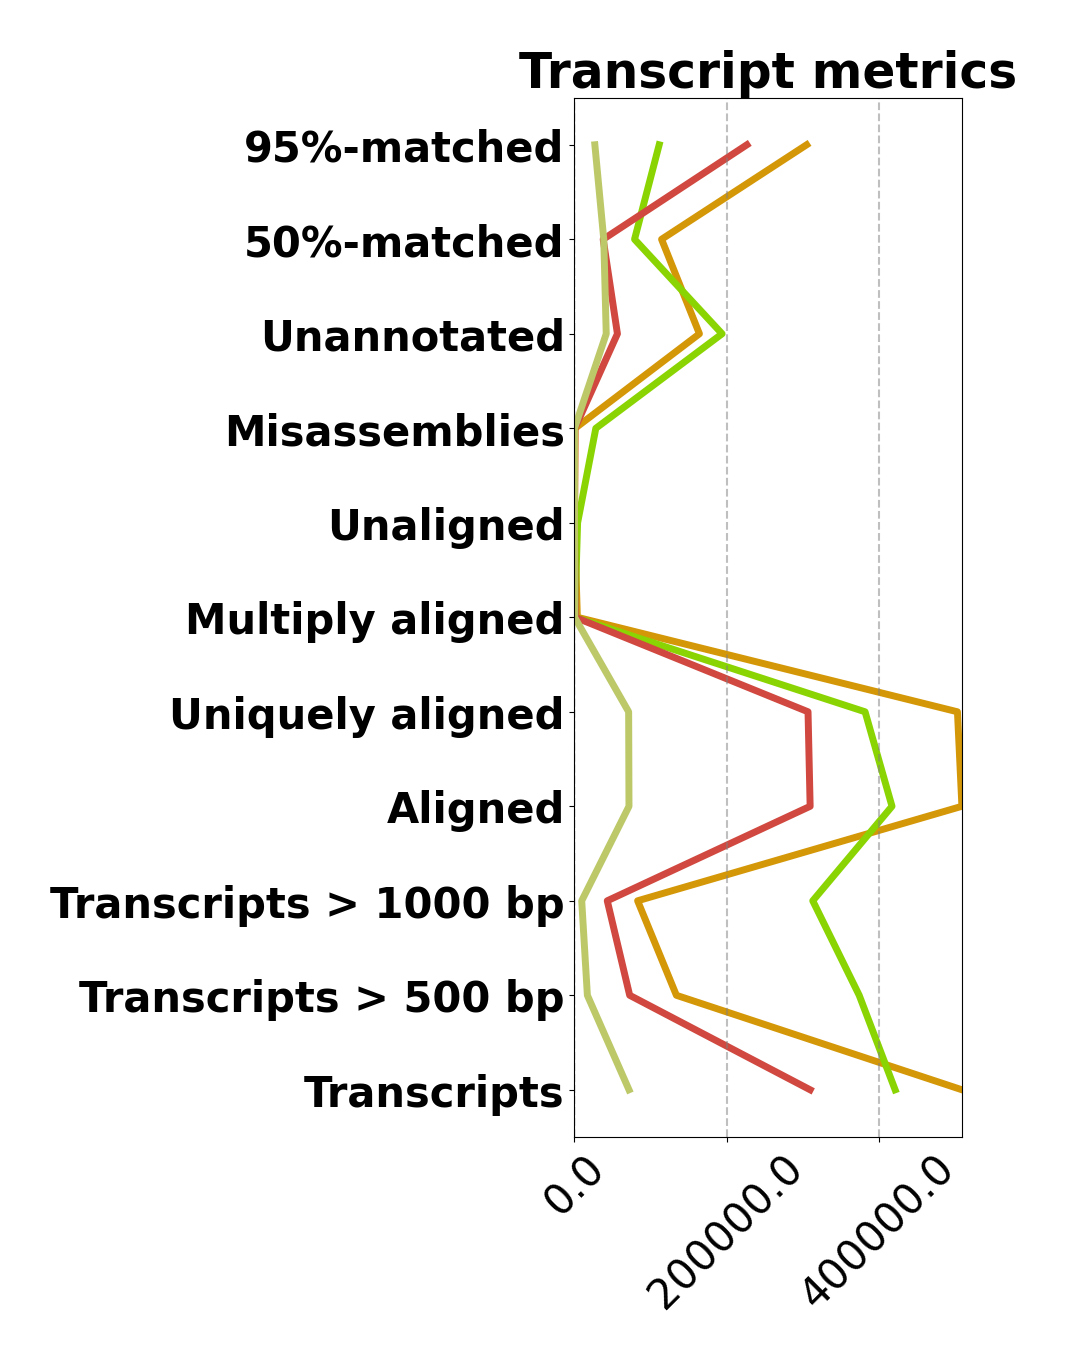 Transcript metrics
95%-matched
50%-matched
Unannotated
Misassemblies
Unaligned
Multiply aligned
Uniquely aligned
Aligned
Transcripts > 1000 bp
Transcripts > 500 bp
Transcripts
0.0
200000.0
400000.0